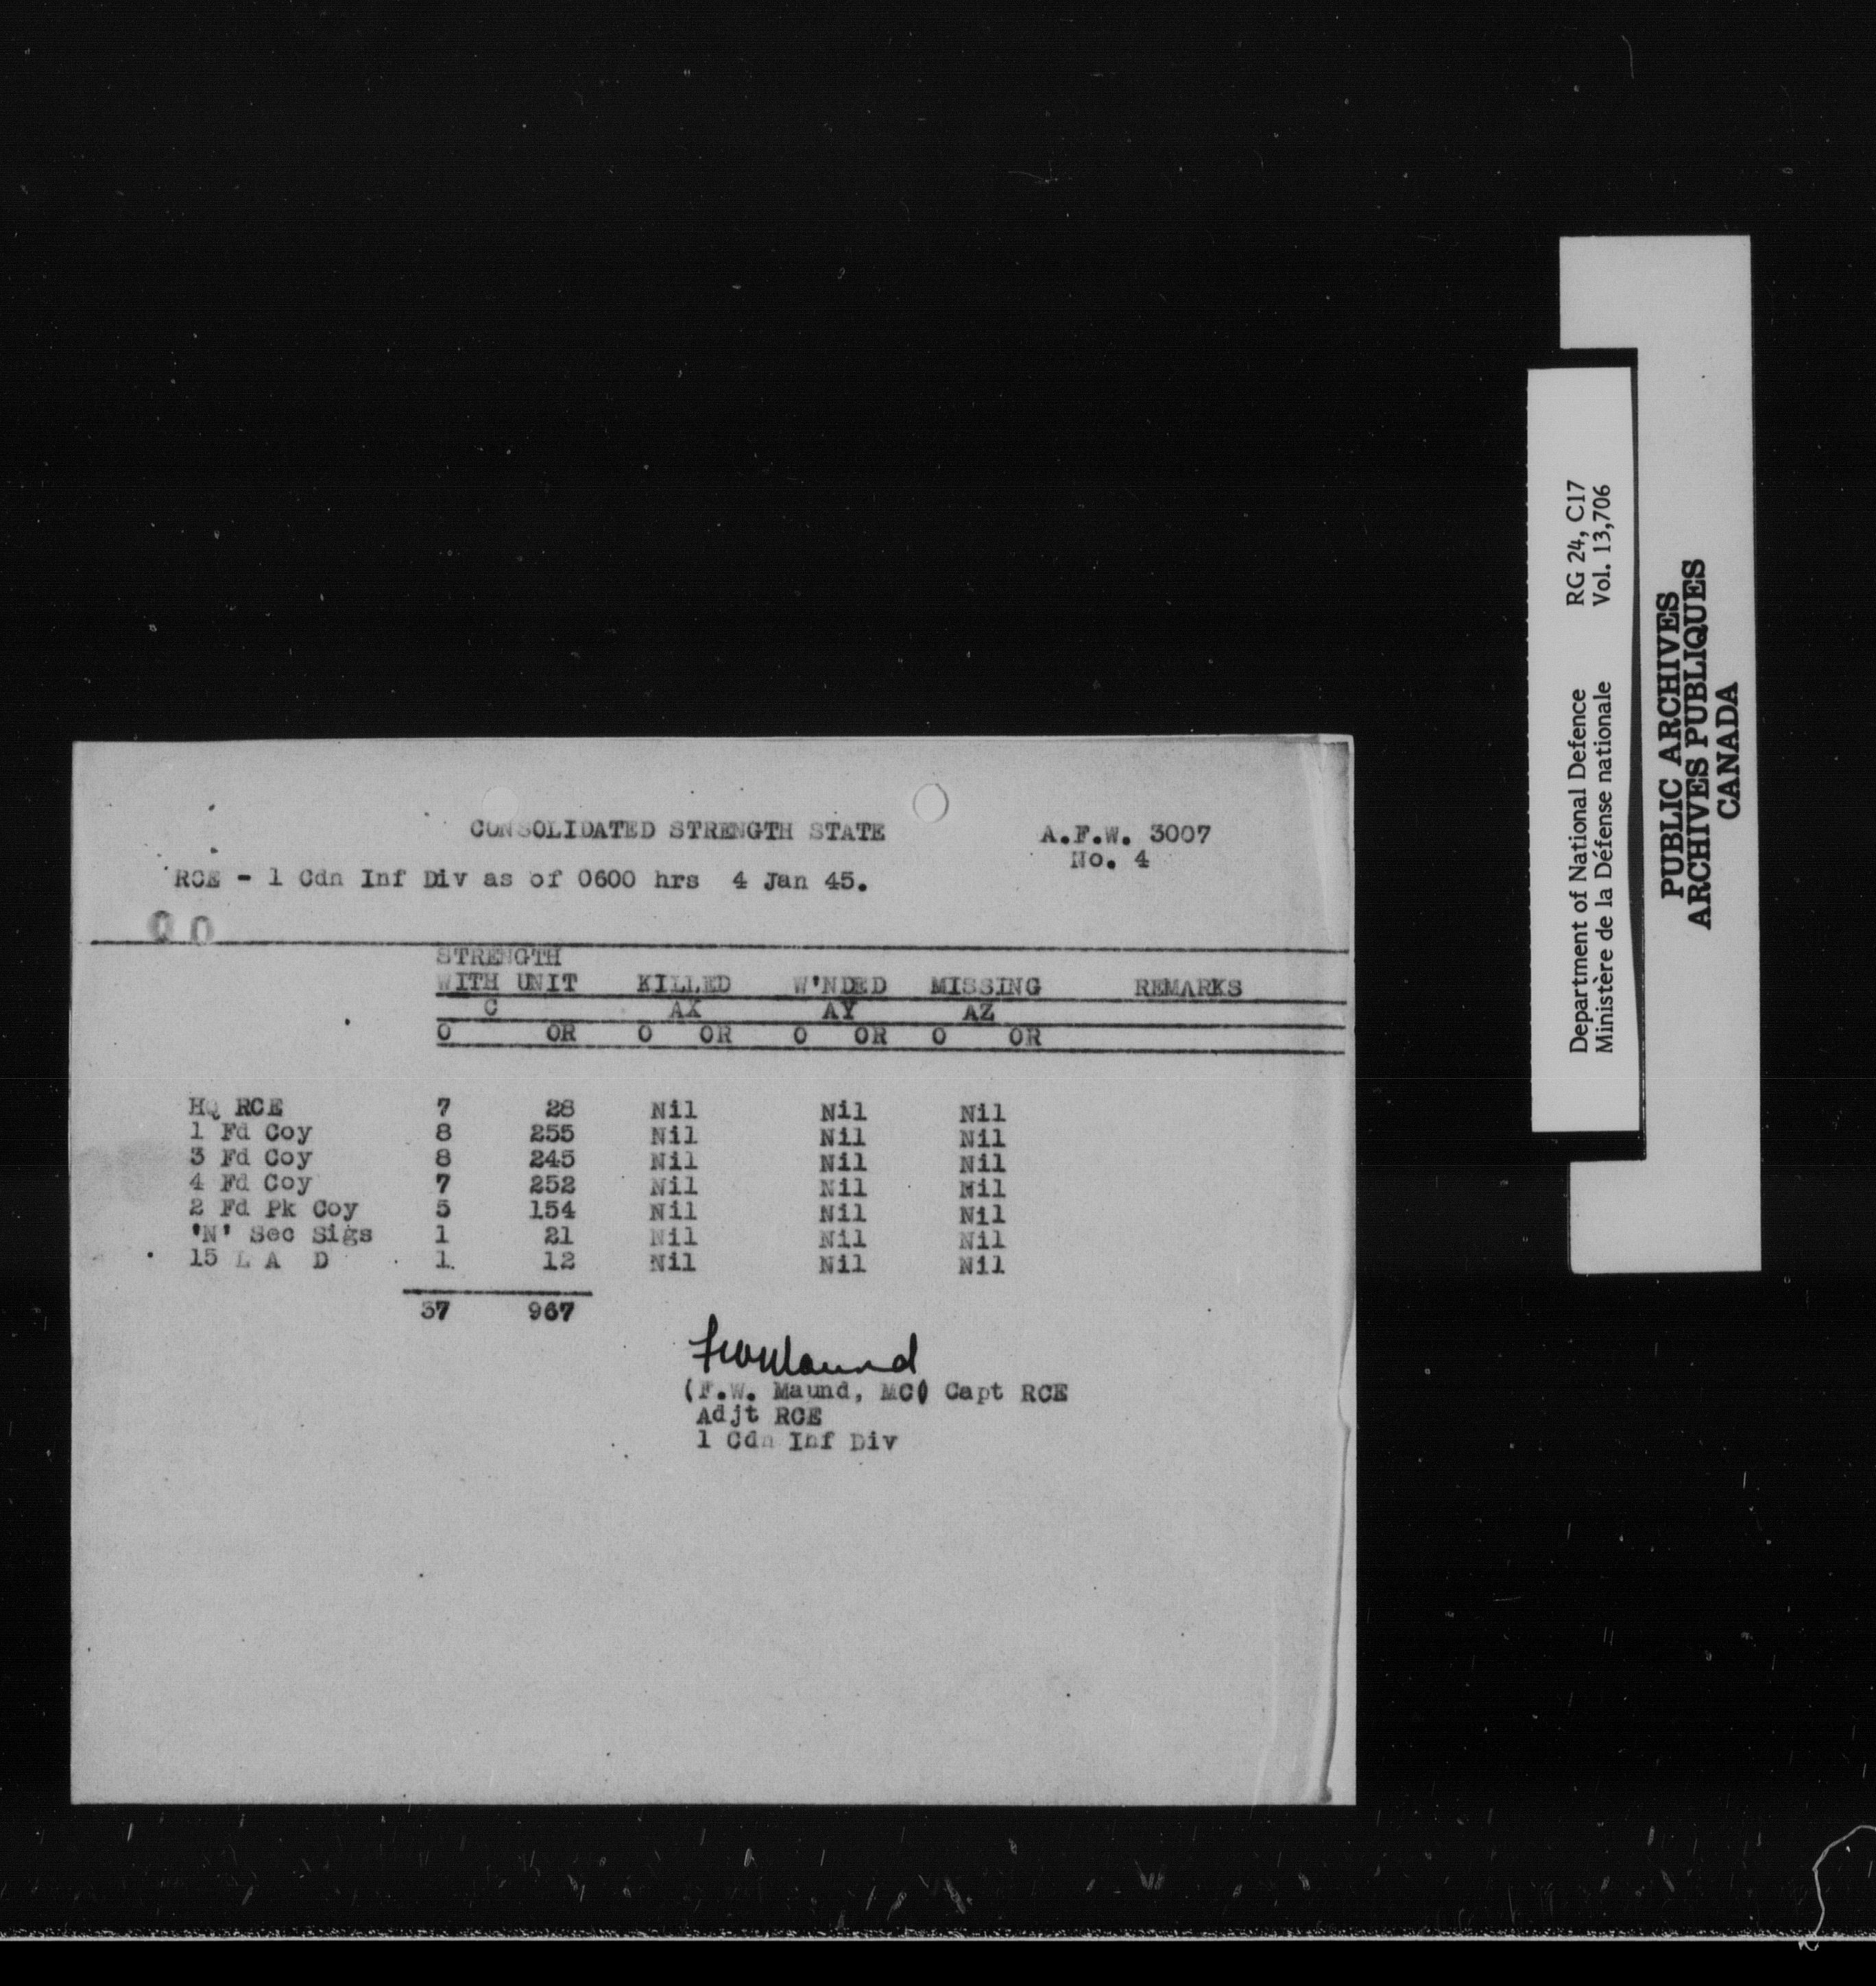 CONSOLIDATED STRENGTH STATE A.F.W. 3007
No. 4
RCE - 1 Cdn Inf Div as of 0600 hrs 4 Jan 45.
STRENGTH
WITH UNIT KILLED W'NDED MISSING REMARKS
C AX AY AZ
O OR O OR O OR O OR
HQ RCE 7 28 Nil Nil Nil
1 Fd Coy 8 255 Nil Nil Nil
3 Fd Coy 8 245 Nil Nil Nil
4 Fd Coy 7 252 Nil Nil Nil
2 Fd Pk Coy 5 154 Nil Nil Nil
'N' Sec Sigs 1 21 Nil Nil Nil
15 L A D 1 12 Nil Nil Nil
37 967
FWMaund
(F.W. Maund, MC) Capt RCE
Adjt RCE
1 Cdn Inf Div
Department of National Defence RG 24, C17
Ministère de la Défense nationale Vol. 13,706
PUBLIC ARCHIVES
ARCHIVES PUBLIQUES
CANADA